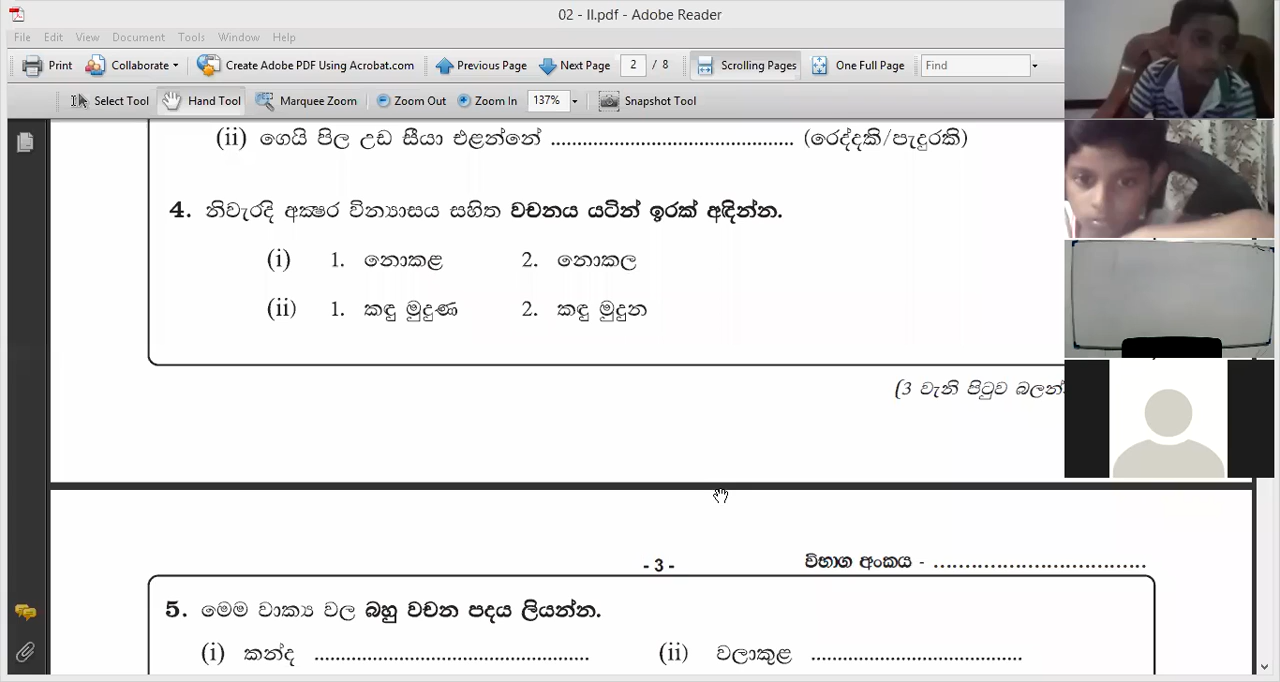 02 - II.pdf - Adobe Reader
File Edit View Document Tools Window Help
Print Collaborate Create Adobe PDF Using Acrobat.com Previous Page Next Page 2 / 8 Scrolling Pages One Full Page Find
Select Tool Hand Tool Marquee Zoom Zoom Out Zoom In 137% Snapshot Tool
(ii) ගෙයි පිල උඩ සීයා එළන්නේ .............................................. (රෙද්දකි/පැදුරකි)
4. නිවැරදි අක්‍ෂර වින්‍යාසය සහිත වචනය යටින් ඉරක් අඳින්න.
(i) 1. නොකළ 2. නොකල
(ii) 1. කඳු මුදුණ 2. කඳු මුදුන
(3 වැනි පිටුව බලන්
- 3 - විභාග අංකය - ................................
5. මෙම වාක්‍ය වල බහු වචන පදය ලියන්න.
(i) කන්ද .................................................... (ii) වලාකුළ ........................................